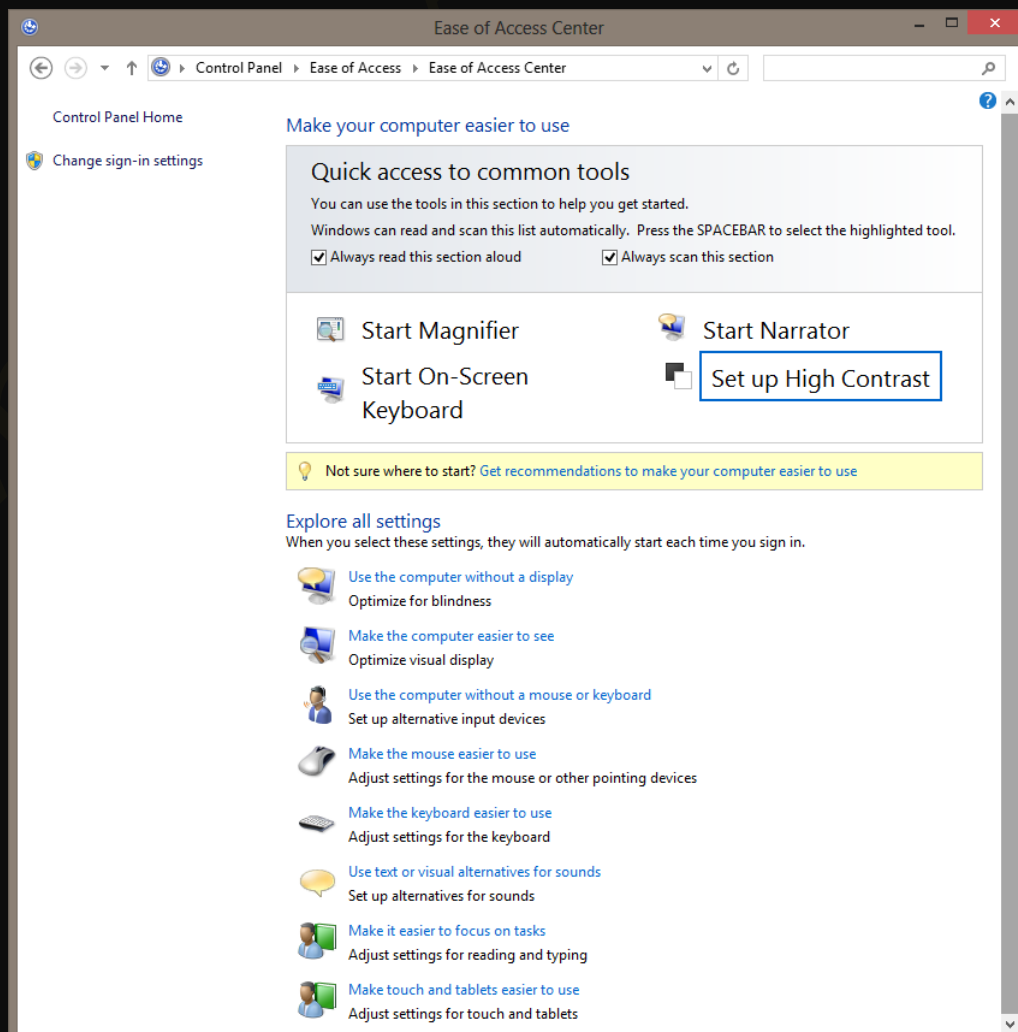 Ease of Access Center
Control Panel Ease of Access Ease of Access Center
Control Panel Home
Change sign-in settings
Make your computer easier to use
Quick access to common tools
You can use the tools in this section to help you get started.
Windows can read and scan this list automatically. Press the SPACEBAR to select the highlighted tool.
Always read this section aloud
Always scan this section
Start Magnifier
Start Narrator
Start On-Screen
Keyboard
Set up High Contrast
Not sure where to start? Get recommendations to make your computer easier to use
Explore all settings
When you select these settings, they will automatically start each time you sign in.
Use the computer without a display
Optimize for blindness
Make the computer easier to see
Optimize visual display
Use the computer without a mouse or keyboard
Set up alternative input devices
Make the mouse easier to use
Adjust settings for the mouse or other pointing devices
Make the keyboard easier to use
Adjust settings for the keyboard
Use text or visual alternatives for sounds
Set up alternatives for sounds
Make it easier to focus on tasks
Adjust settings for reading and typing
Make touch and tablets easier to use
Adjust settings for touch and tablets